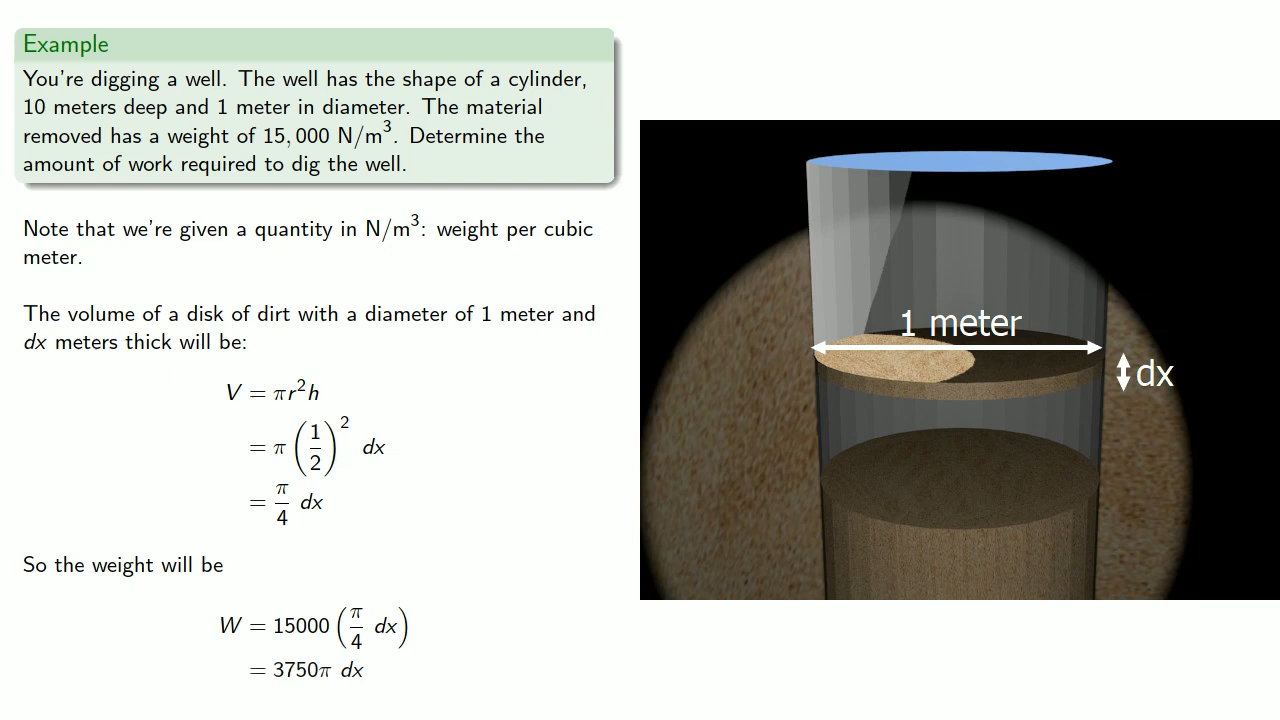 Example
You're digging a well. The well has the shape of a cylinder,
10 meters deep and 1 meter in diameter. The material
removed has a weight of 15,000 N/m³. Determine the
amount of work required to dig the well.
Note that we're given a quantity in N/m³: weight per cubic
meter.
The volume of a disk of dirt with a diameter of 1 meter and
dx meters thick will be:
V = πr²h
= π(1/2)² dx
= π/4 dx
So the weight will be
W = 15000(π/4 dx)
= 3750π dx
1 meter
dx